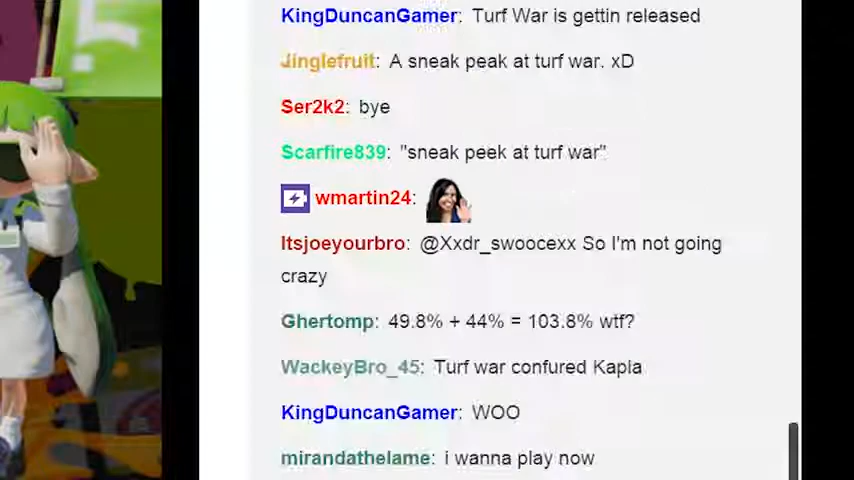 KingDuncanGamer: Turf War is gettin released
Jinglefruit: A sneak peak at turf war. xD
Ser2k2: bye
Scarfire839: "sneak peek at turf war"
wmartin24:
Itsjoeyourbro: @Xxdr_swoocexx So I'm not going
crazy
Ghertomp: 49.8% + 44% = 103.8% wtf?
WackeyBro_45: Turf war confured Kapla
KingDuncanGamer: WOO
mirandathelame: i wanna play now